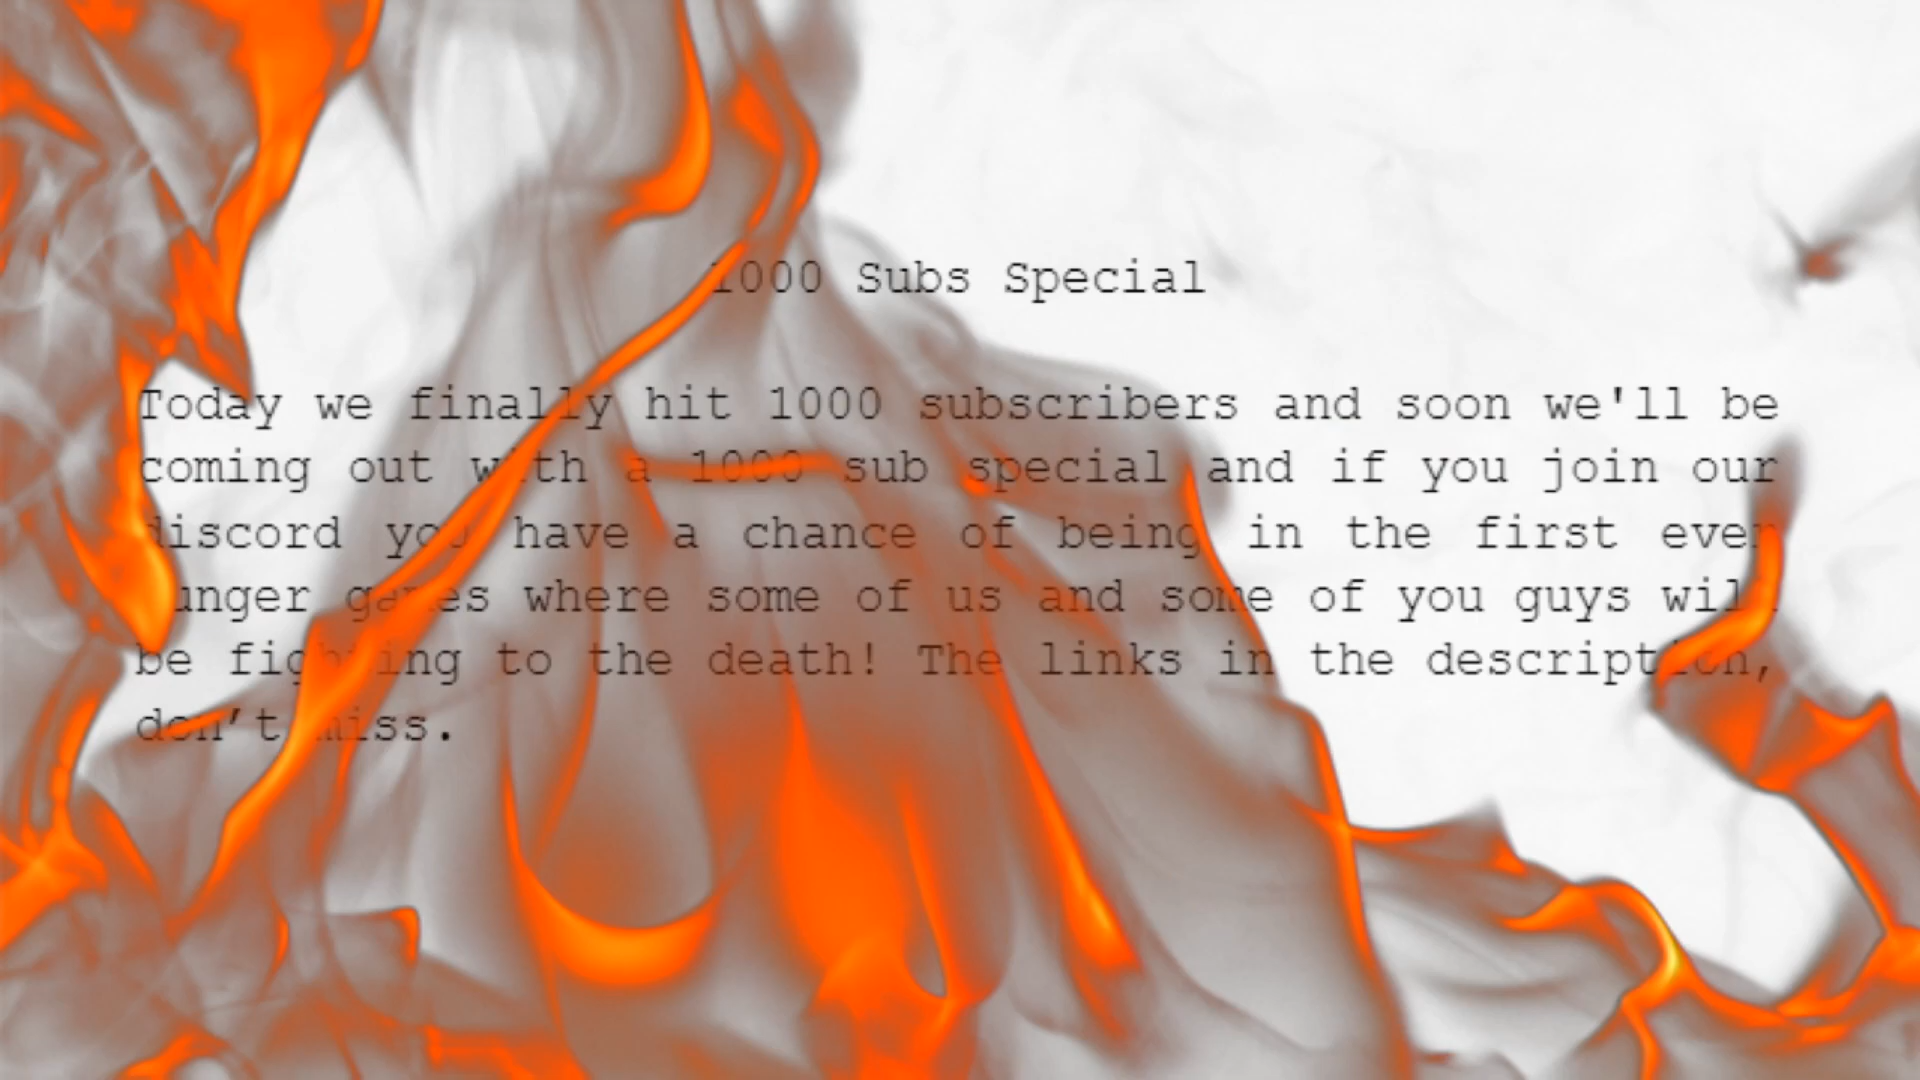 1000 Subs Special
Today we finally hit 1000 subscribers and soon we'll be
coming out with a 1000 sub special and if you join our
discord you have a chance of being in the first ever
hunger games where some of us and some of you guys will
be fighting to the death! The links in the description,
don’t miss.